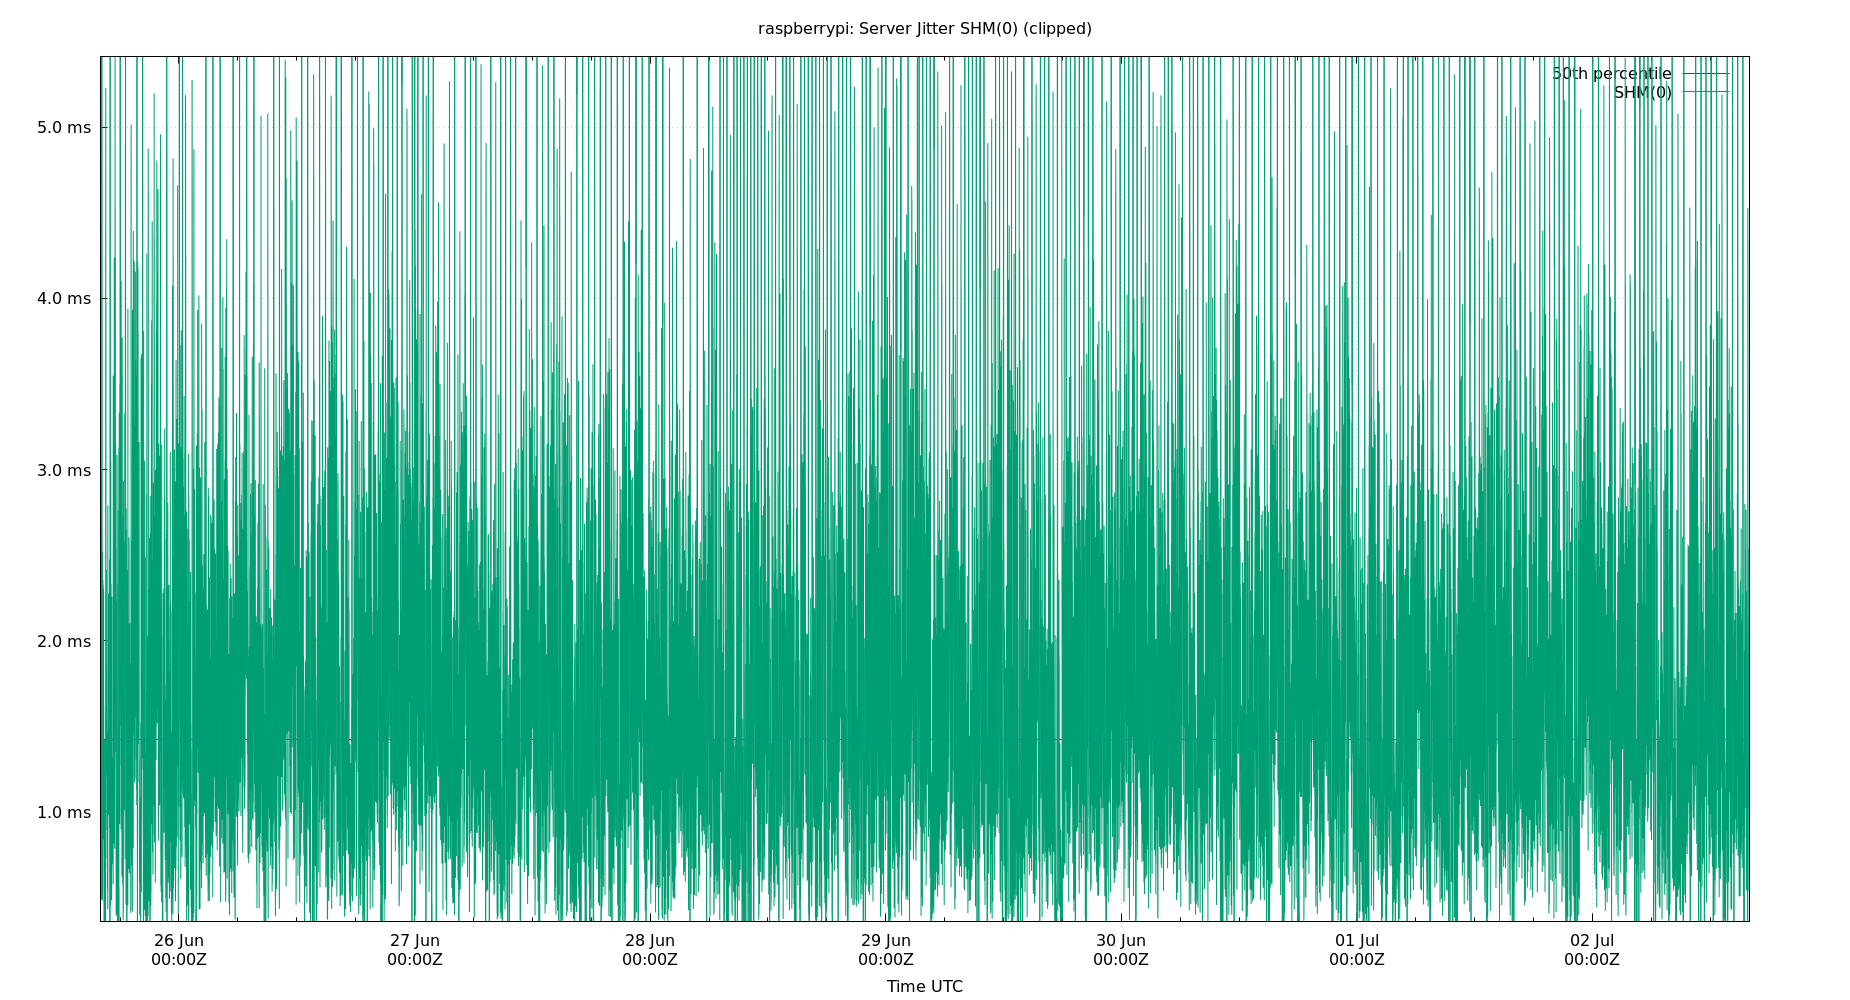 raspberrypi: Server Jitter SHM(0) (clipped)
50th percentile
SHM(0)
5.0 ms
4.0 ms
3.0 ms
2.0 ms
1.0 ms
26 Jun 27 Jun 28 Jun 29 Jun 30 Jun 01 Jul 02 Jul
00:00Z 00:00Z 00:00Z 00:00Z 00:00Z 00:00Z 00:00Z
Time UTC